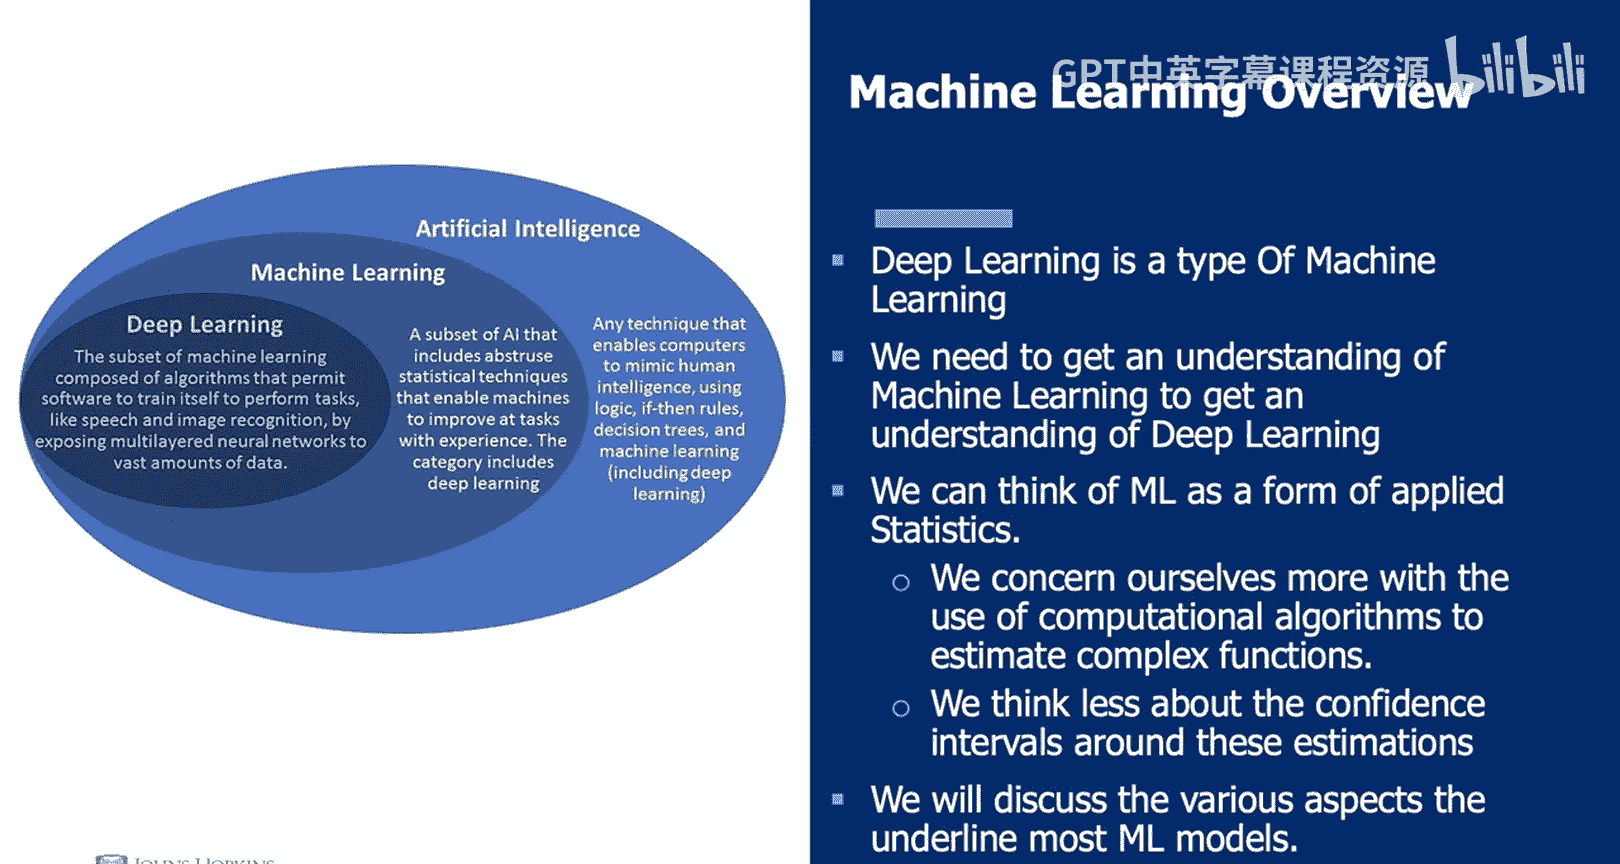 Artificial Intelligence
Machine Learning
Deep Learning
The subset of machine learning
composed of algorithms that permit
software to train itself to perform tasks,
like speech and image recognition, by
exposing multilayered neural networks to
vast amounts of data.
A subset of AI that
includes abstruse
statistical techniques
that enable machines
to improve at tasks
with experience. The
category includes
deep learning
Any technique that
enables computers
to mimic human
intelligence, using
logic, if-then rules,
decision trees, and
machine learning
(including deep
learning)
JOHNS HOPKINS
GPT中英字幕课程资源 bilibili
Machine Learning Overview
Deep Learning is a type Of Machine
Learning
We need to get an understanding of
Machine Learning to get an
understanding of Deep Learning
We can think of ML as a form of applied
Statistics.
We concern ourselves more with the
use of computational algorithms to
estimate complex functions.
We think less about the confidence
intervals around these estimations
We will discuss the various aspects the
underline most ML models.